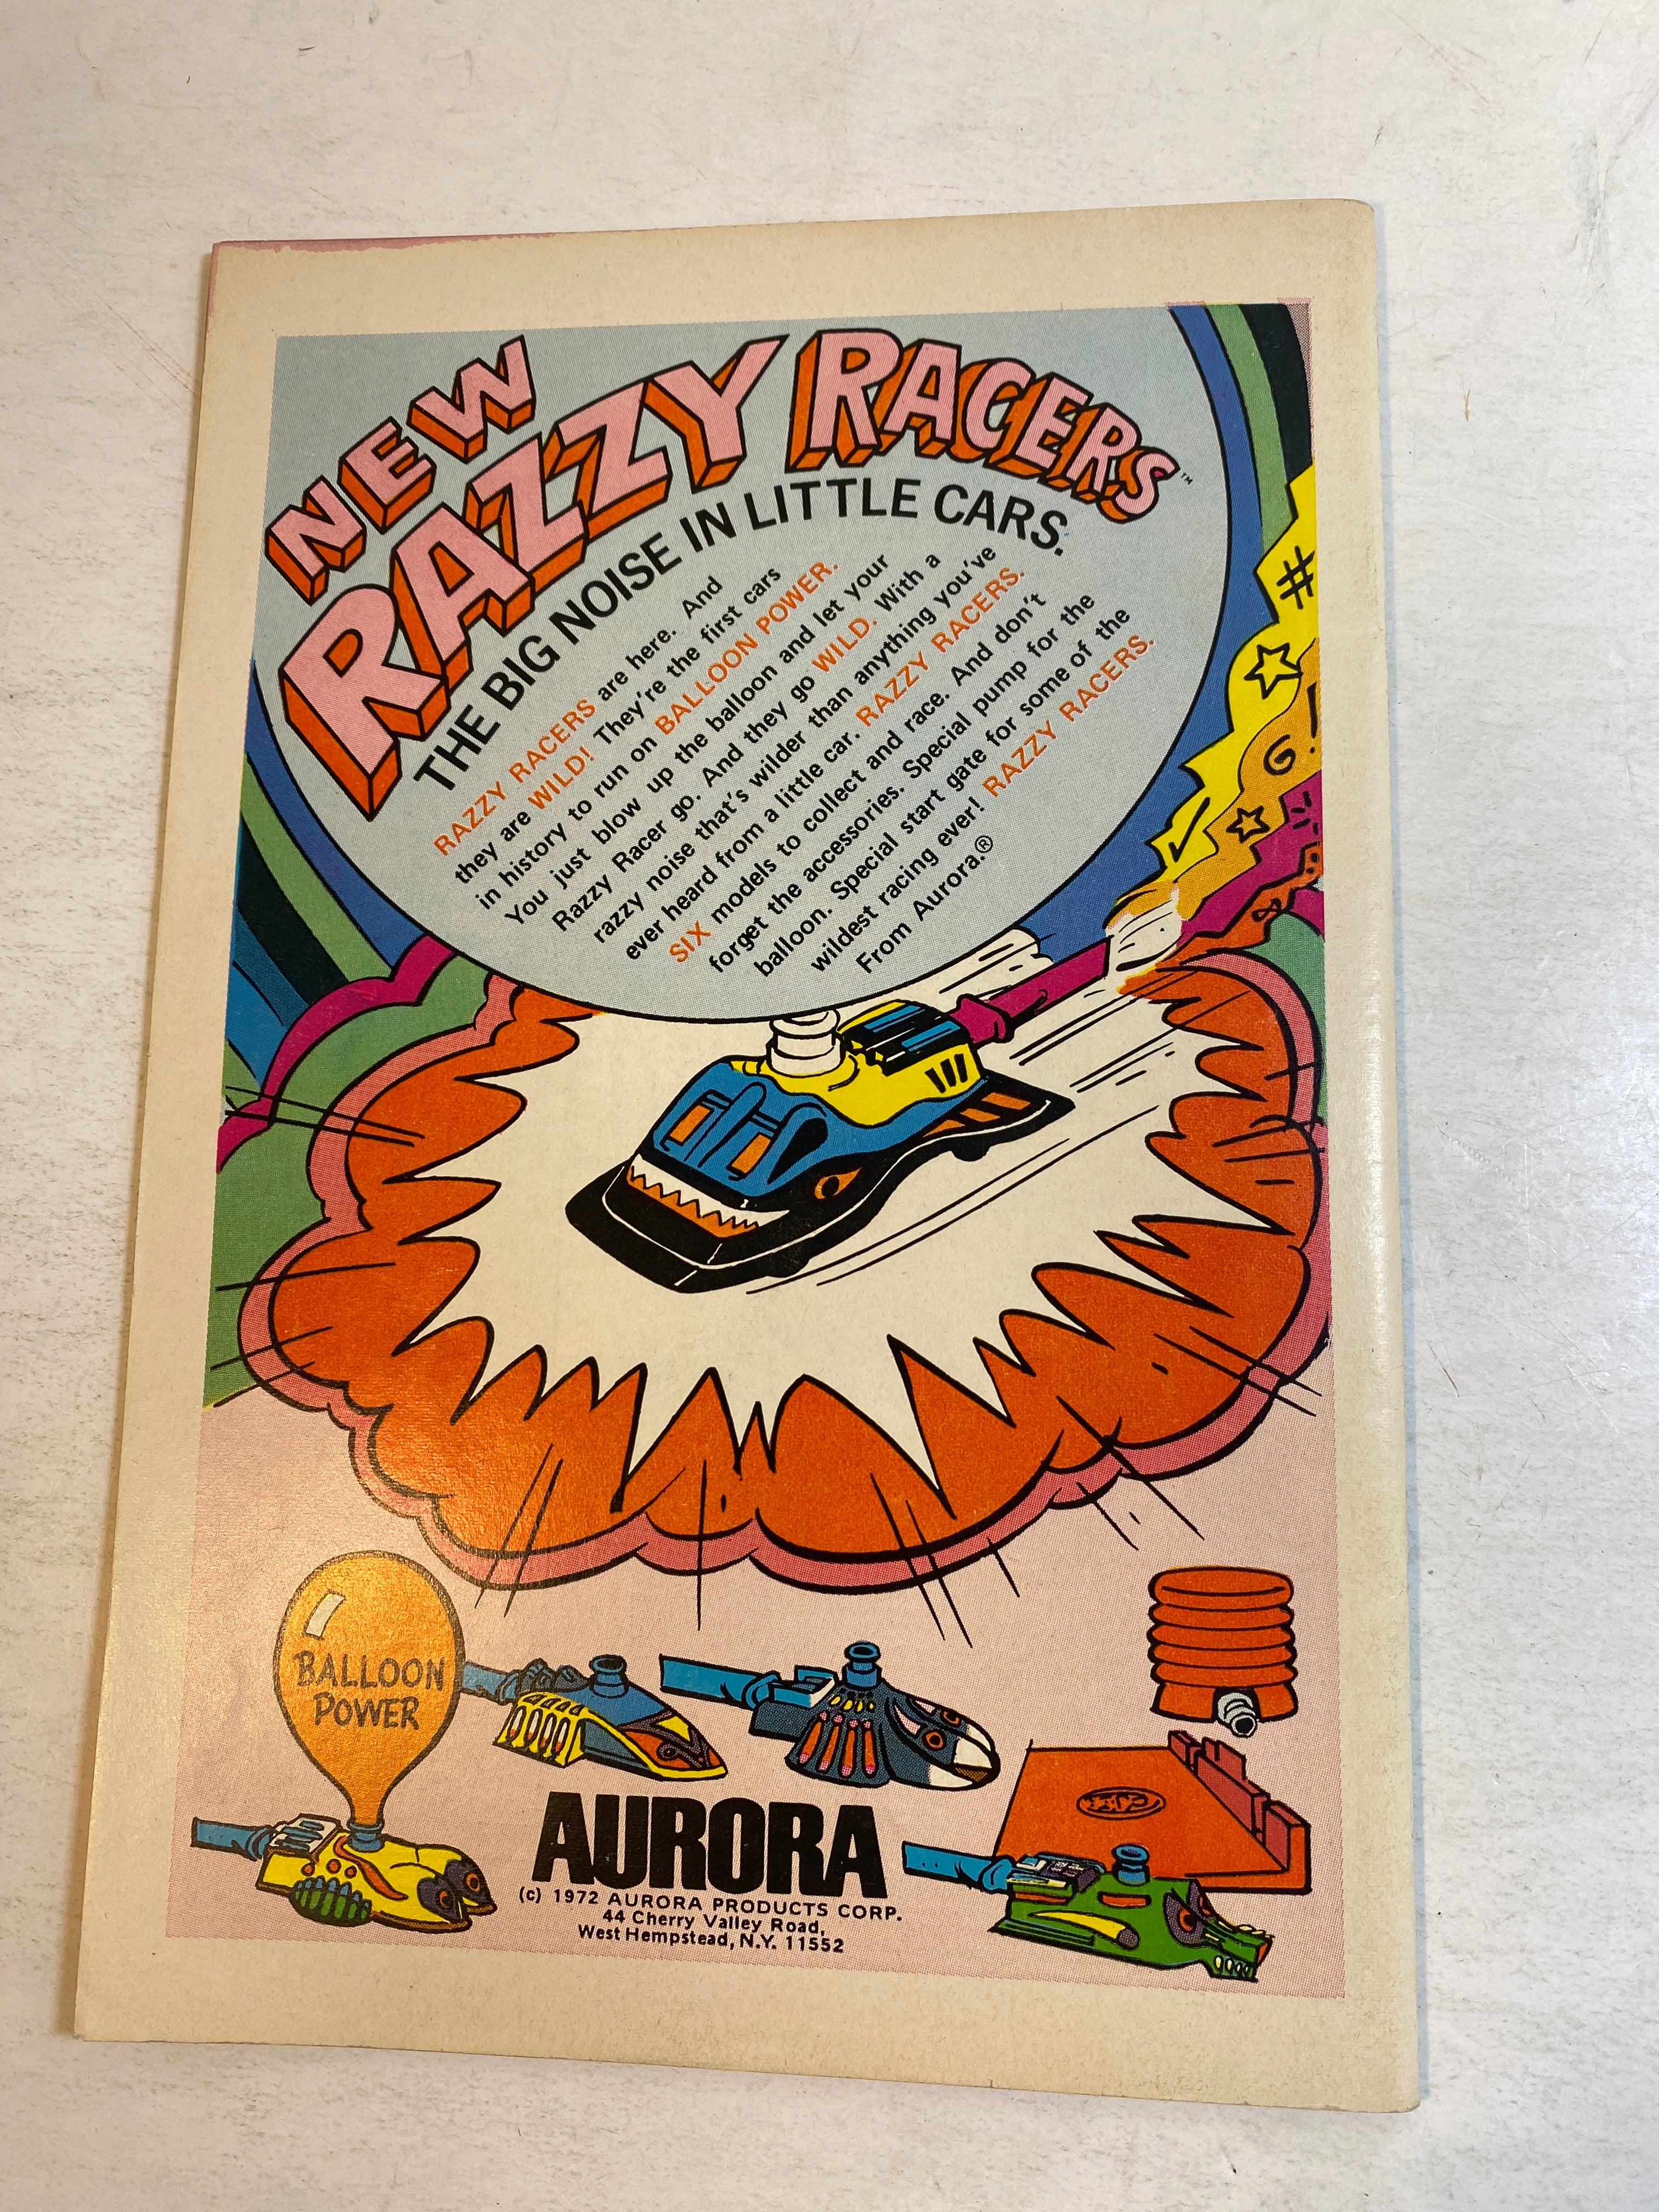 NEW
RAZZY RACERS™
THE BIG NOISE IN LITTLE CARS.
RAZZY RACERS are here. And
they are WILD! They're the first cars
in history to run on BALLOON POWER.
You just blow up the balloon and let your
Razzy Racer go. And they go WILD. With a
razzy noise that's wilder than anything you've
ever heard from a little car. RAZZY RACERS.
SIX models to collect and race. And don't
forget the accessories. Special pump for the
balloon. Special start gate for some of the
wildest racing ever! RAZZY RACERS.
From Aurora.®
#
G!
BALLOON
POWER
AURORA
(c) 1972 AURORA PRODUCTS CORP.
44 Cherry Valley Road,
West Hempstead, N.Y. 11552